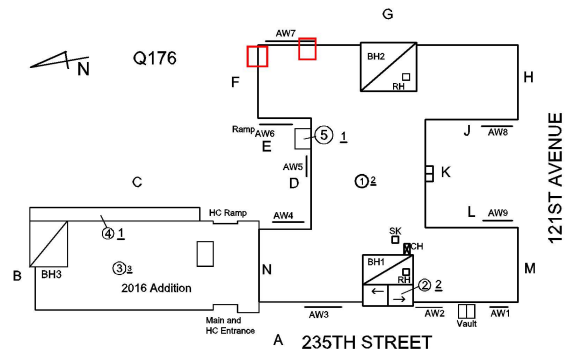 G
AW7
N
Q176
F
BH2
RH
H
Ramp
AW6
E
5 1
J
AW8
AW5
D
1 2
K
121ST AVENUE
C
HC Ramp
AW4
L
AW9
4 1
SK
CH
B
BH3
3 3
2016 Addition
N
BH1
RH
2 2
M
Main and
HC Entrance
AW3
AW2
Vault
AW1
A
235TH STREET